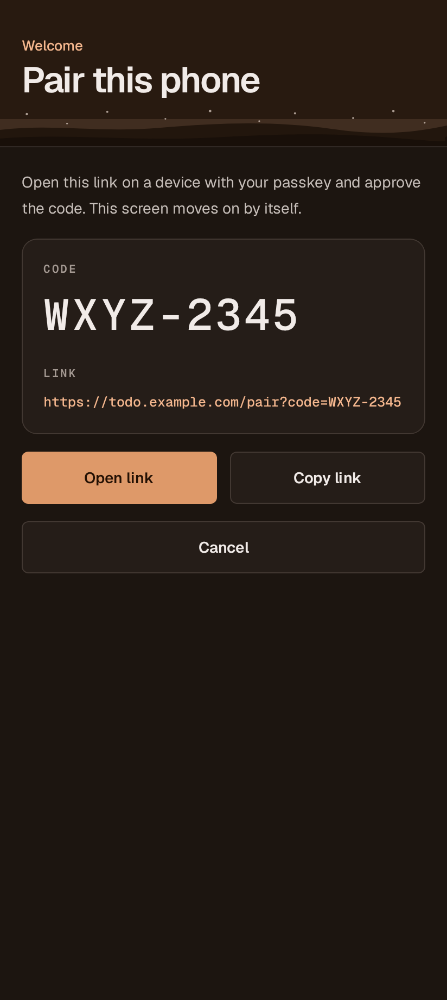 Welcome
Pair this phone
Open this link on a device with your passkey and approve
the code. This screen moves on by itself.
CODE
WXYZ-2345
LINK
https://todo.example.com/pair?code=WXYZ-2345
Open link
Copy link
Cancel